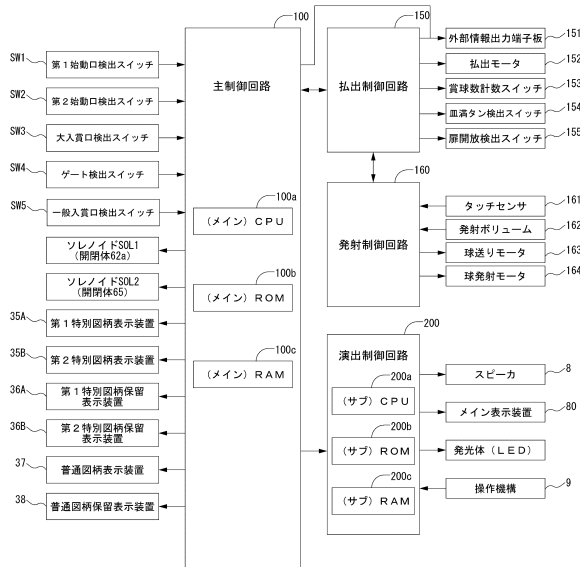 100
150
主制御回路
払出制御回路
外部情報出力端子板
151
払出モータ
152
賞球数計数スイッチ
153
皿満タン検出スイッチ
154
扉開放検出スイッチ
155
SW1
第1始動口検出スイッチ
SW2
第2始動口検出スイッチ
SW3
大入賞口検出スイッチ
SW4
ゲート検出スイッチ
SW5
一般入賞口検出スイッチ
ソレノイドSOL1
(開閉体62a)
ソレノイドSOL2
(開閉体65)
35A
第1特別図柄表示装置
35B
第2特別図柄表示装置
36A
第1特別図柄保留
表示装置
36B
第2特別図柄保留
表示装置
37
普通図柄表示装置
38
普通図柄保留表示装置
100a
(メイン)CPU
100b
(メイン)ROM
100c
(メイン)RAM
160
発射制御回路
タッチセンサ
161
発射ボリューム
162
球送りモータ
163
球発射モータ
164
200
演出制御回路
200a
(サブ)CPU
200b
(サブ)ROM
200c
(サブ)RAM
スピーカ
8
メイン表示装置
80
発光体(LED)
操作機構
9